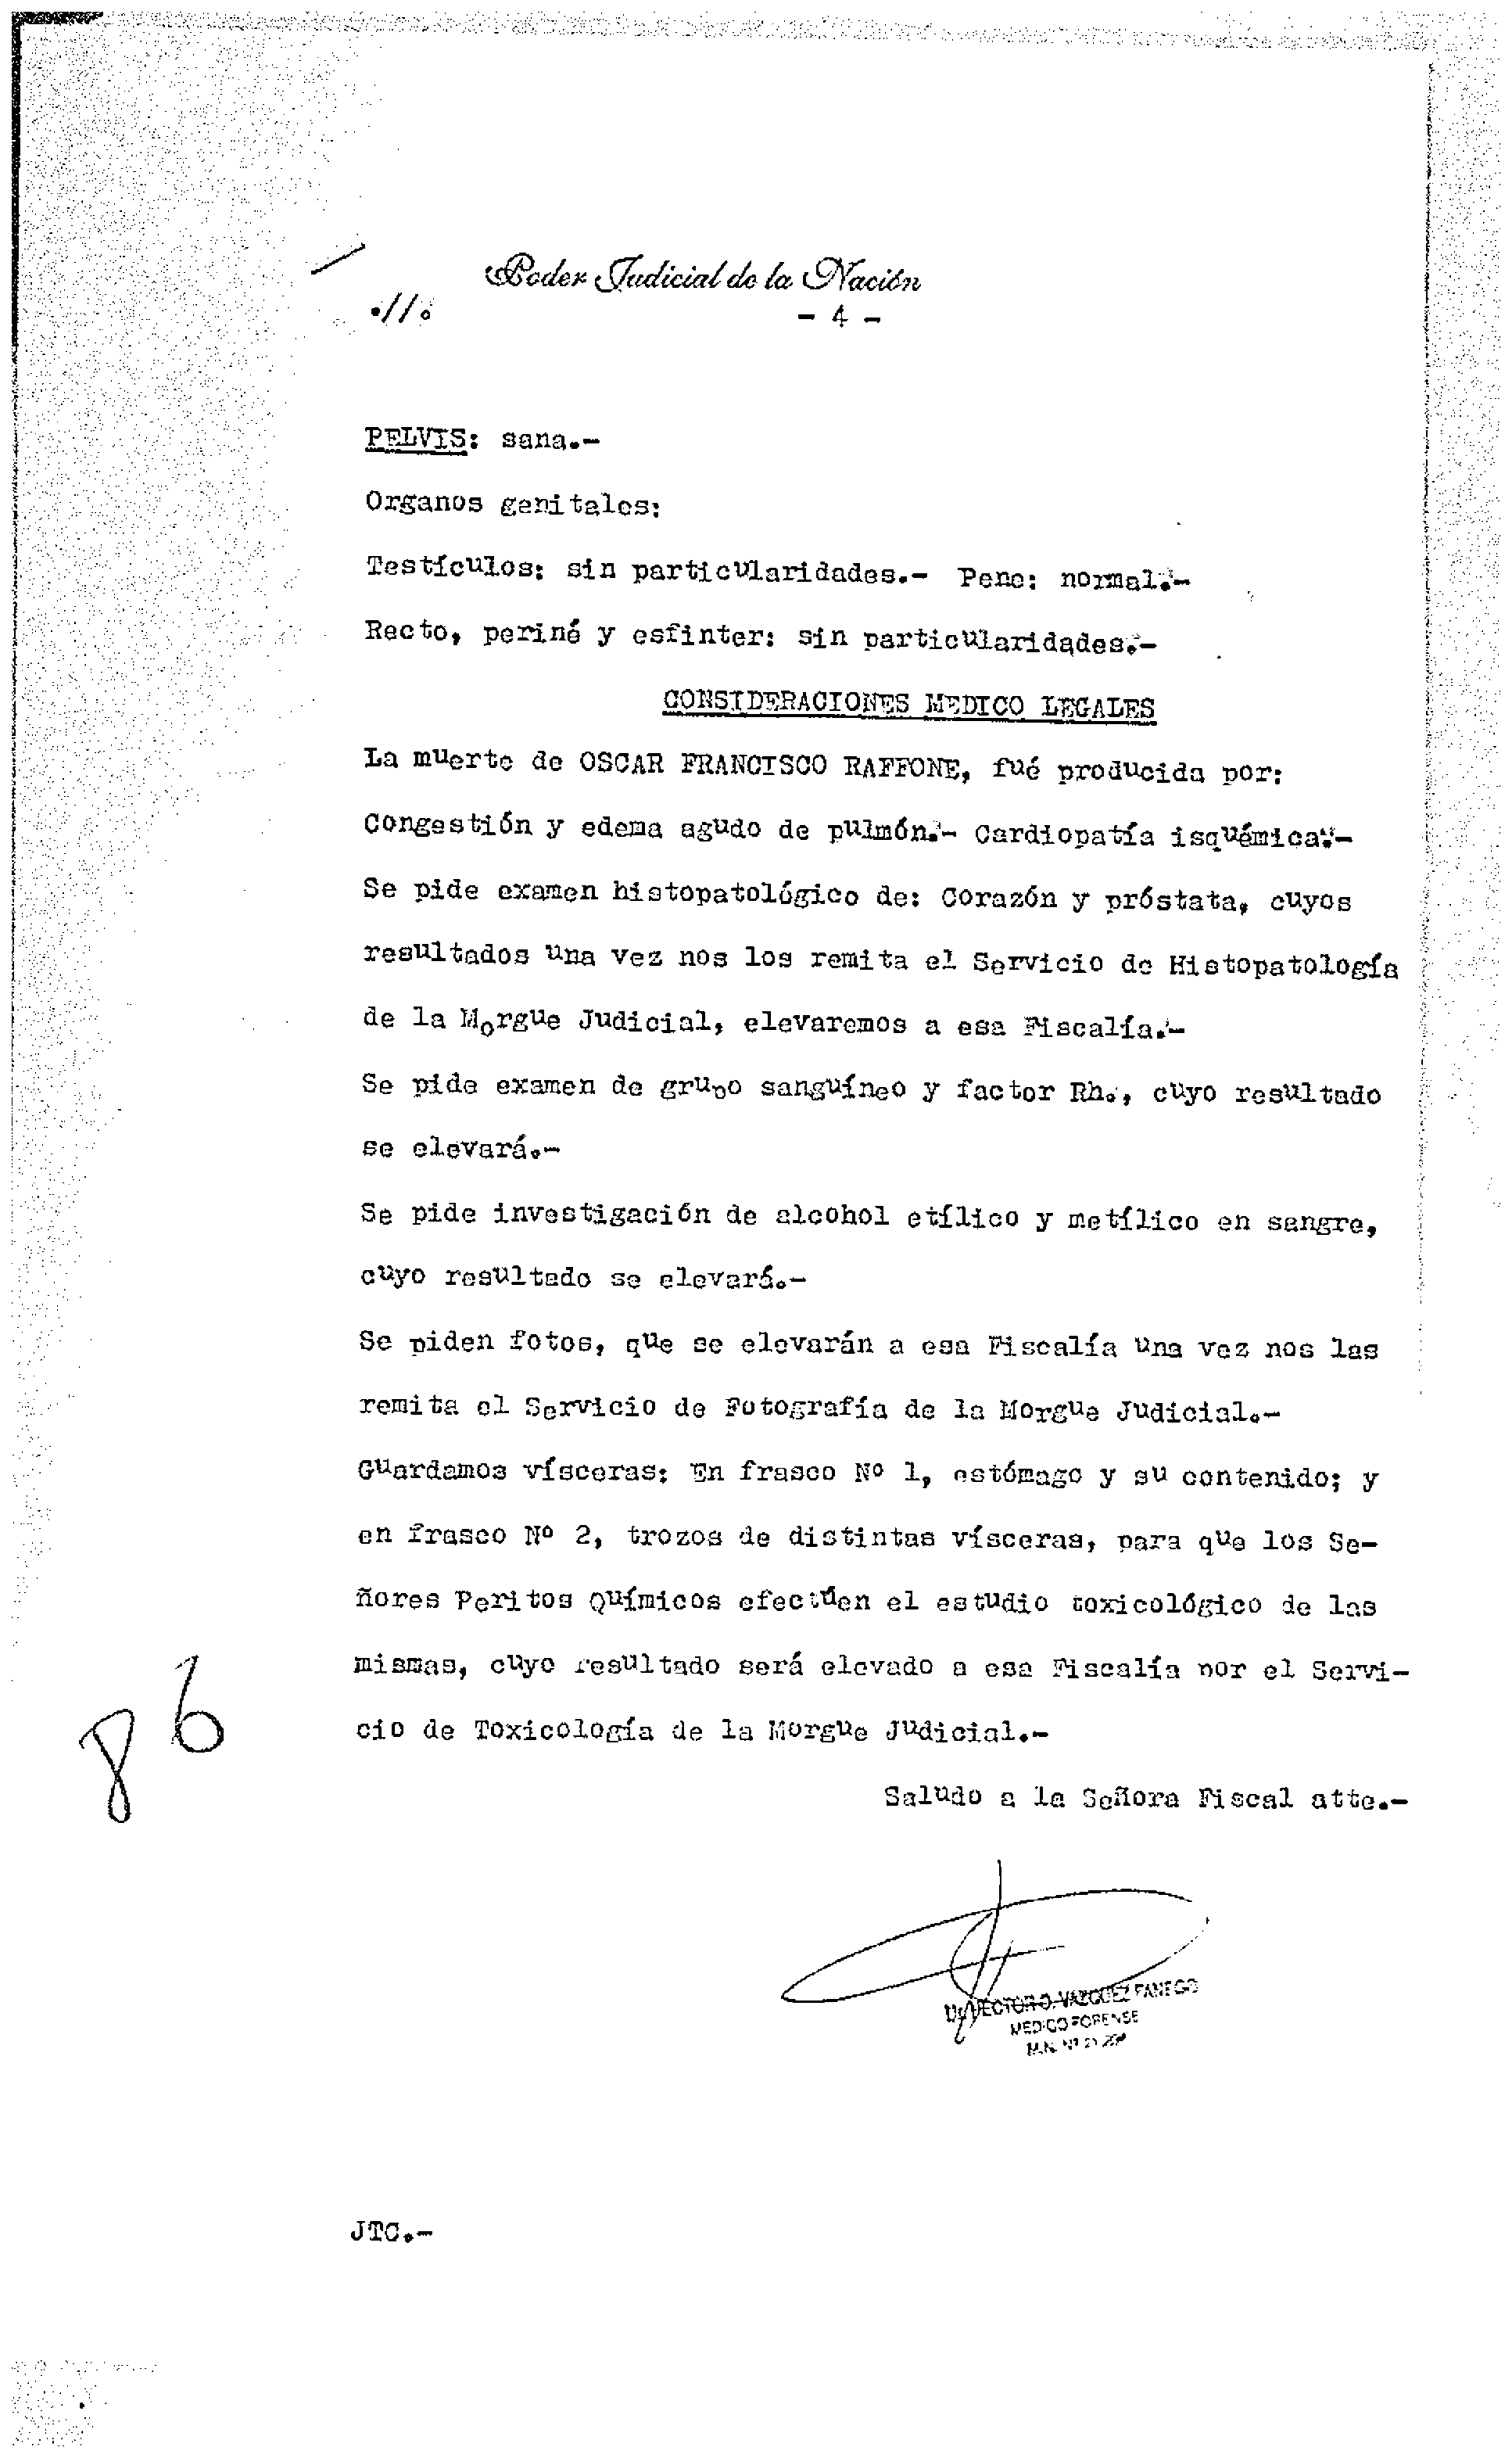 Poder Judicial de la Nación
.//.
- 4 -
PELVIS: sana.-
Organos genitales:
Testículos: sin particularidades.- Pene: normal.-
Recto, periné y esfinter: sin particularidades.-
CONSIDERACIONES MEDICO LEGALES
La muerte de OSCAR FRANCISCO RAFFONE, fué producida por:
Congestión y edema agudo de pulmón.- Cardiopatía isquémica.-
Se pide examen histopatológico de: Corazón y próstata, cuyos
resultados una vez nos los remita el Servicio de Histopatología
de la Morgue Judicial, elevaremos a esa Fiscalía.-
Se pide examen de grupo sanguíneo y factor Rh., cuyo resultado
se elevará.-
Se pide investigación de alcohol etílico y metílico en sangre,
cuyo resultado se elevará.-
Se piden fotos, que se elevarán a esa Fiscalía una vez nos las
remita el Servicio de Fotografía de la Morgue Judicial.-
Guardamos vísceras: En frasco Nº 1, estómago y su contenido; y
en frasco Nº 2, trozos de distintas vísceras, para que los Se-
ñores Peritos Químicos efectúen el estudio toxicológico de las
mismas, cuyo resultado será elevado a esa Fiscalía por el Servi-
cio de Toxicología de la Morgue Judicial.-
86
Saludo a la Señora Fiscal atte.-
Dr. HECTOR O. VAZQUEZ FANEGO
MEDICO FORENSE
M.N. Nº
JTC.-